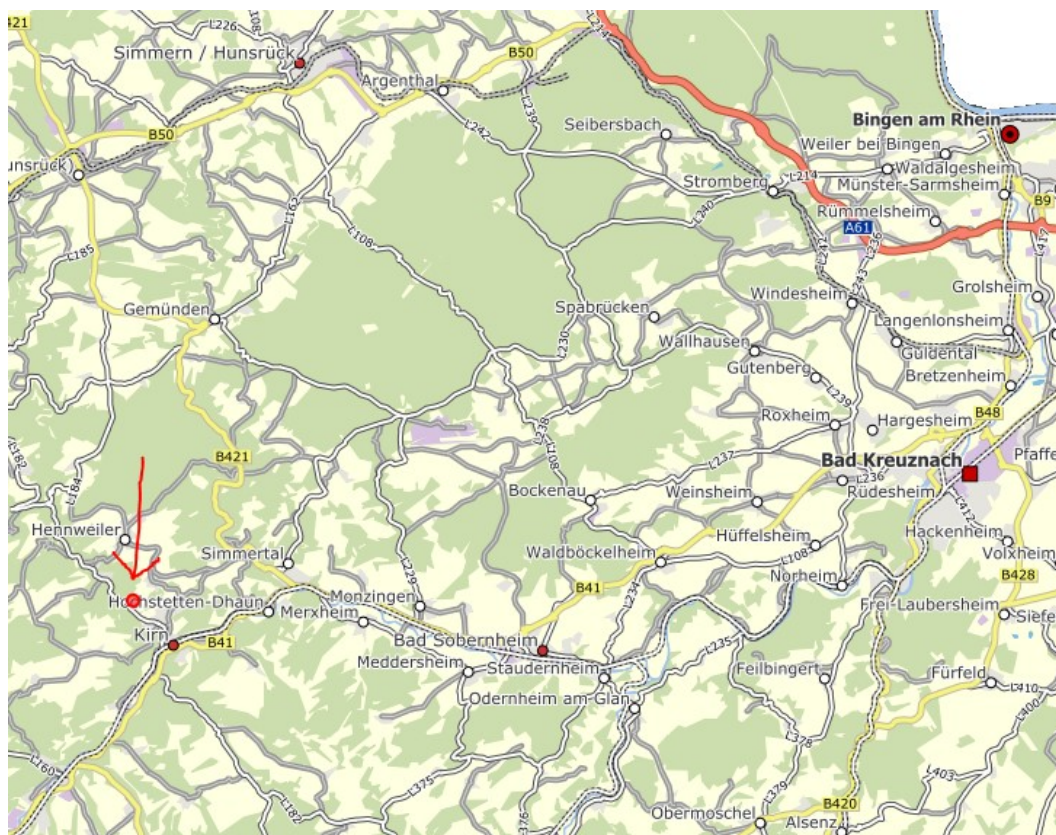 421
L226
L108
L214
Simmern / Hunsrück
B50
Argenthal
L239
B50
L242
Seibersbach
Bingen am Rhein
Weiler bei Bingen
unsrück)
L214
Waldalgesheim
Stromberg
Münster-Sarmsheim
B9
L162
L240
Rümmelsheim
A61
L108
L242
L236
L417
L185
L243
Grolsheim
Windesheim
Gemünden
Spabrücken
Langenlonsheim
L230
Wallhausen
Guldental
Gutenberg
Bretzenheim
L239
Roxheim
Hargesheim
B48
L238
L182
B421
L108
L237
Bad Kreuznach
Pfaffe
L184
L236
Bockenau
Weinsheim
Rüdesheim
L412
Hennweiler
Hüffelsheim
Hackenheim
Simmertal
Waldböckelheim
L108
Volxheim
L229
B41
Norheim
B428
Hochstetten-Dhaun
Monzingen
L234
Frei-Laubersheim
Siefe
Merxheim
Kirn
B41
Bad Sobernheim
L235
Meddersheim
Staudernheim
Feilbingert
Fürfeld
L410
Odernheim am Glan
L400
L378
L160
L375
L403
L182
L379
L376
Obermoschel
B420
Alsenz